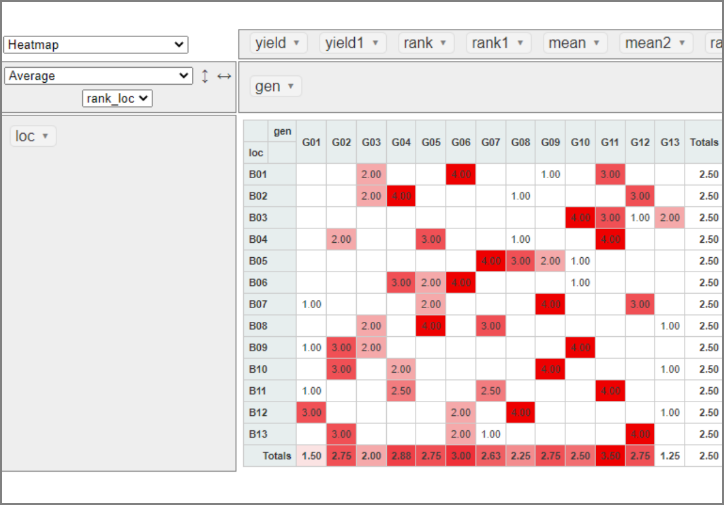 Heatmap
yield yield1 rank rank1 mean mean2 ra
Average
rank_loc
gen
loc
gen G01 G02 G03 G04 G05 G06 G07 G08 G09 G10 G11 G12 G13 Totals
loc
B01 2.00 4.00 1.00 3.00 2.50
B02 2.00 4.00 1.00 3.00 2.50
B03 4.00 3.00 1.00 2.00 2.50
B04 2.00 3.00 1.00 4.00 2.50
B05 4.00 3.00 2.00 1.00 2.50
B06 3.00 2.00 4.00 1.00 2.50
B07 1.00 2.00 4.00 3.00 2.50
B08 2.00 4.00 3.00 1.00 2.50
B09 1.00 3.00 2.00 4.00 2.50
B10 3.00 2.00 4.00 1.00 2.50
B11 1.00 2.50 2.50 4.00 2.50
B12 3.00 2.00 4.00 1.00 2.50
B13 3.00 2.00 1.00 4.00 2.50
Totals 1.50 2.75 2.00 2.88 2.75 3.00 2.63 2.25 2.75 2.50 3.50 2.75 1.25 2.50